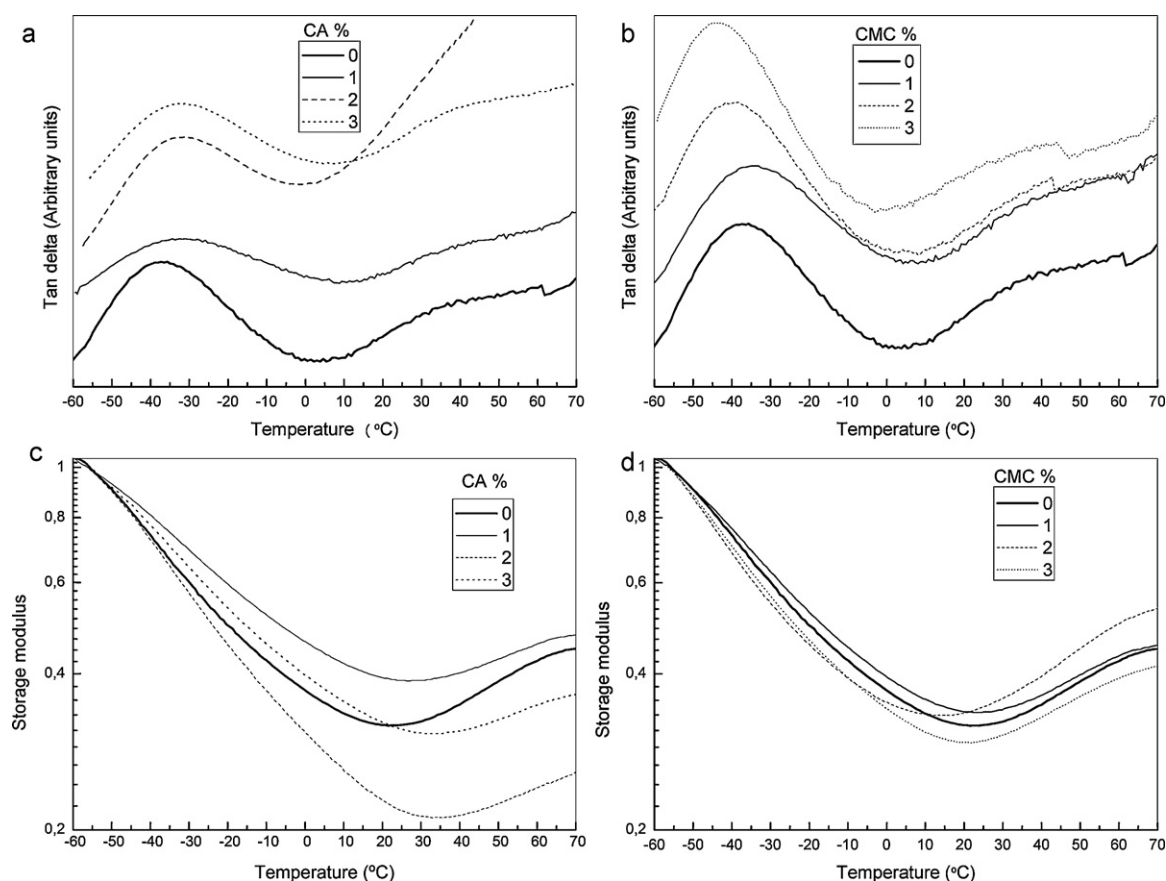 a
CA %
0
1
2
3
Tan delta (Arbitrary units)
-60 -50 -40 -30 -20 -10 0 10 20 30 40 50 60 70
Temperature (ºC)
b
CMC %
0
1
2
3
Tan delta (Arbitrary units)
-60 -50 -40 -30 -20 -10 0 10 20 30 40 50 60 70
Temperature (ºC)
c
CA %
0
1
2
3
1
0,8
0,6
0,4
0,2
Storage modulus
-60 -50 -40 -30 -20 -10 0 10 20 30 40 50 60 70
Temperature (ºC)
d
CMC %
0
1
2
3
1
0,8
0,6
0,4
0,2
Storage modulus
-60 -50 -40 -30 -20 -10 0 10 20 30 40 50 60 70
Temperature (ºC)